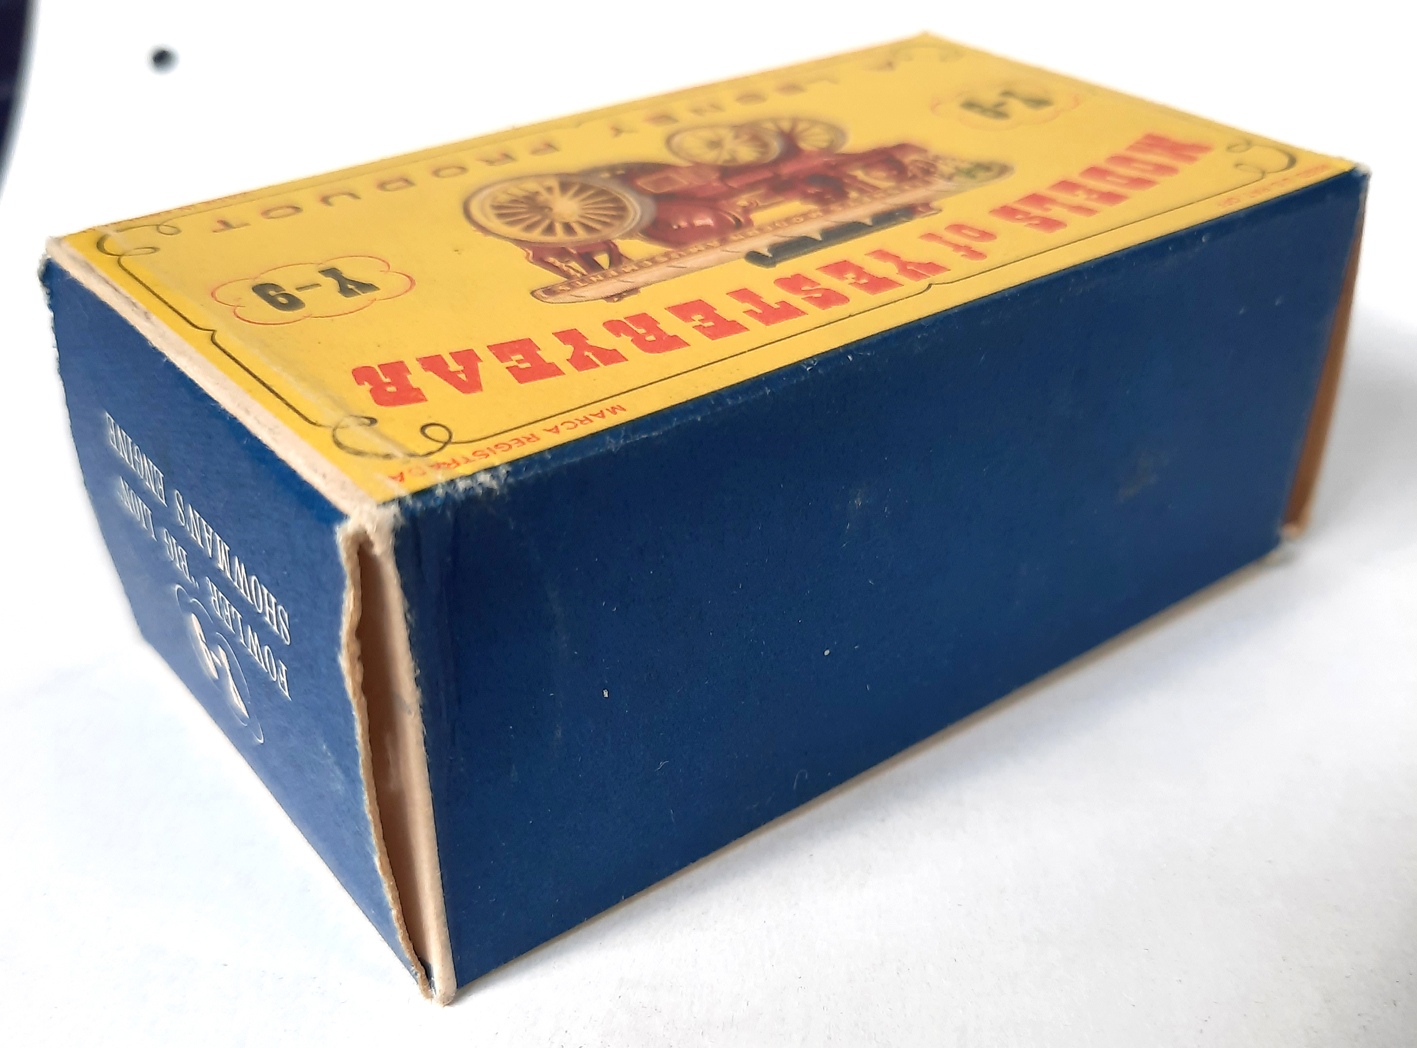 MODELS of YESTERYEAR
Y-9
Y-9
A LESNEY PRODUCT
MARCA REGISTRADA
9
FOWLER "BIG LION"
SHOWMAN'S ENGINE